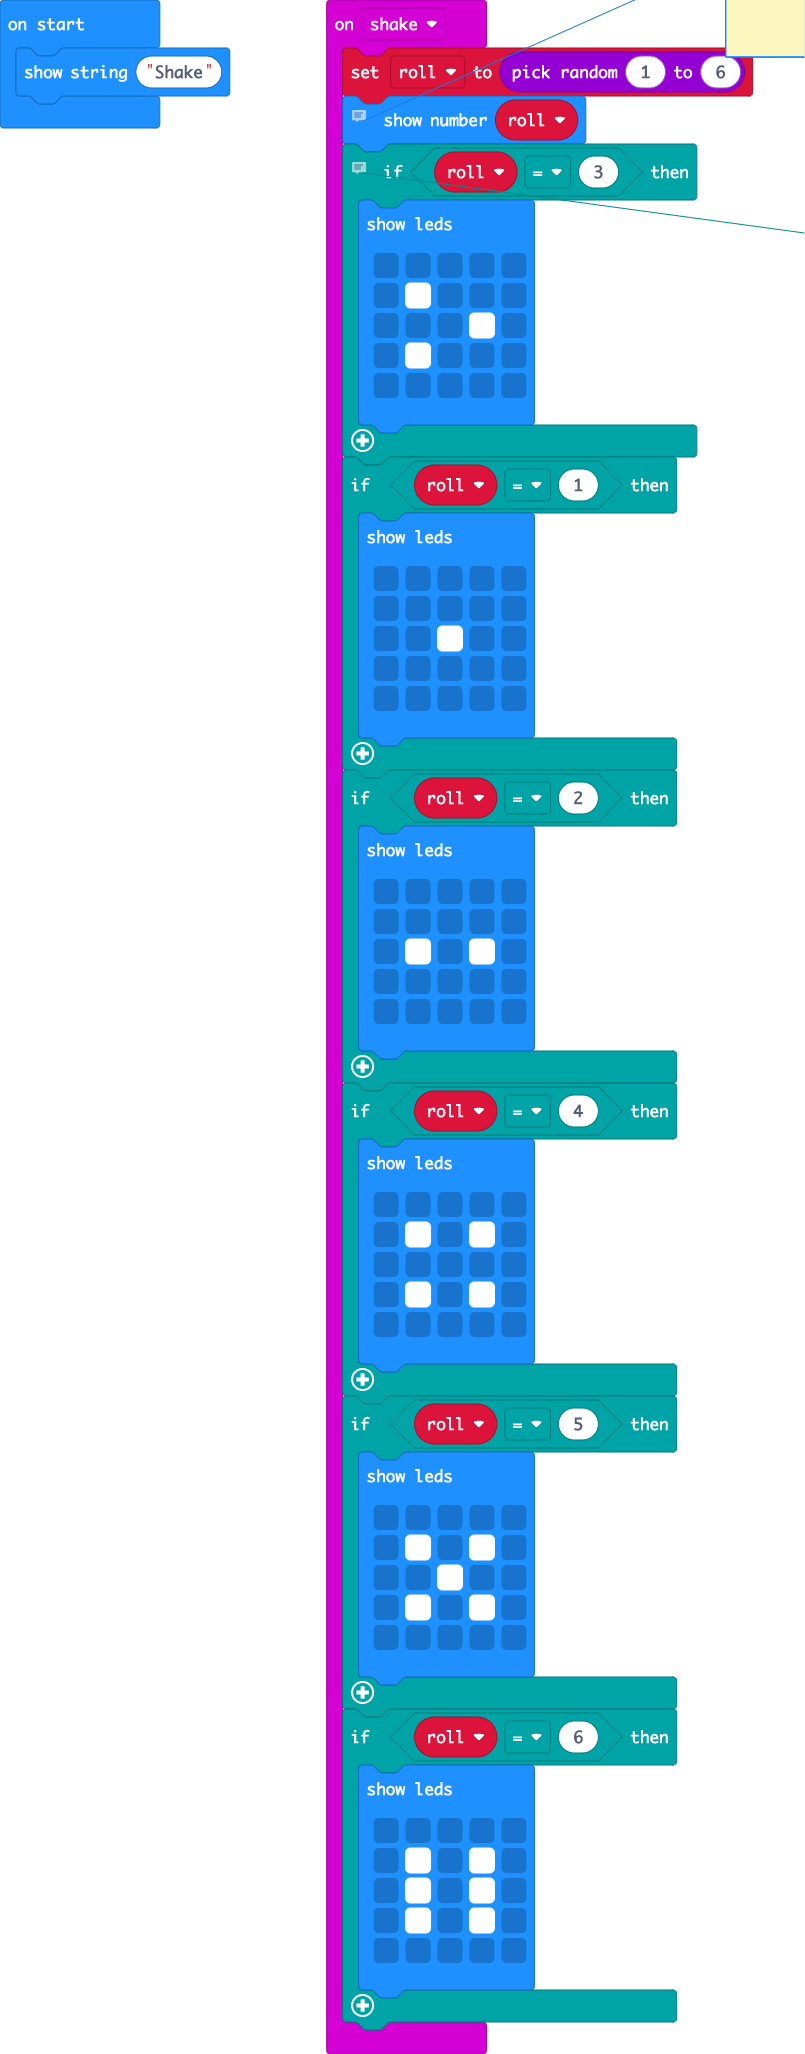 on start
show string "Shake"
on shake
set roll to pick random 1 to 6
show number roll
if roll = 3 then
show leds
if roll = 1 then
show leds
if roll = 2 then
show leds
if roll = 4 then
show leds
if roll = 5 then
show leds
if roll = 6 then
show leds